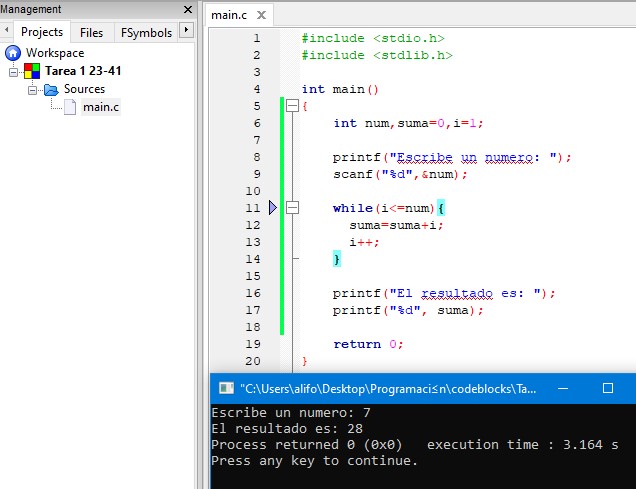 Management
Projects Files FSymbols
Workspace
Tarea 1 23-41
Sources
main.c
main.c
1 #include <stdio.h>
2 #include <stdlib.h>
3
4 int main()
5 {
6 int num,suma=0,i=1;
7
8 printf("Escribe un numero: ");
9 scanf("%d",&num);
10
11 while(i<=num){
12 suma=suma+i;
13 i++;
14 }
15
16 printf("El resultado es: ");
17 printf("%d", suma);
18
19 return 0;
20 }
"C:\Users\alifo\Desktop\Programaci≤n\codeblocks\Ta...
Escribe un numero: 7
El resultado es: 28
Process returned 0 (0x0)   execution time : 3.164 s
Press any key to continue.